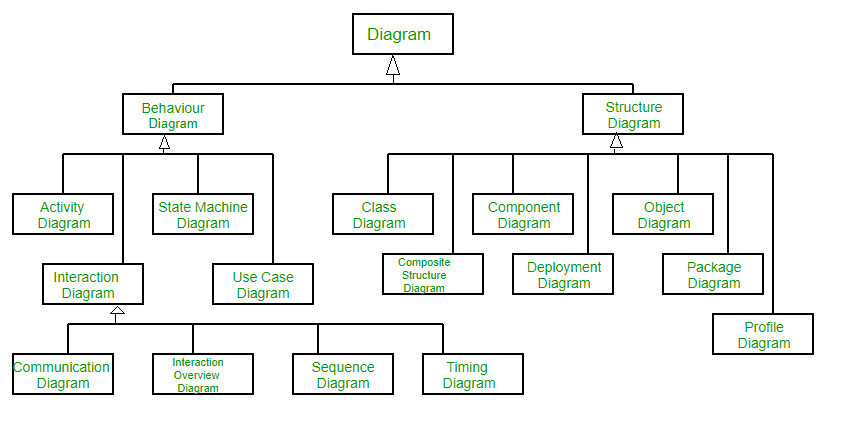 Diagram
Behaviour
Diagram
Structure
Diagram
Activity
Diagram
State Machine
Diagram
Class
Diagram
Component
Diagram
Object
Diagram
Interaction
Diagram
Use Case
Diagram
Composite
Structure
Diagram
Deployment
Diagram
Package
Diagram
Profile
Diagram
Communication
Diagram
Interaction
Overview
Diagram
Sequence
Diagram
Timing
Diagram